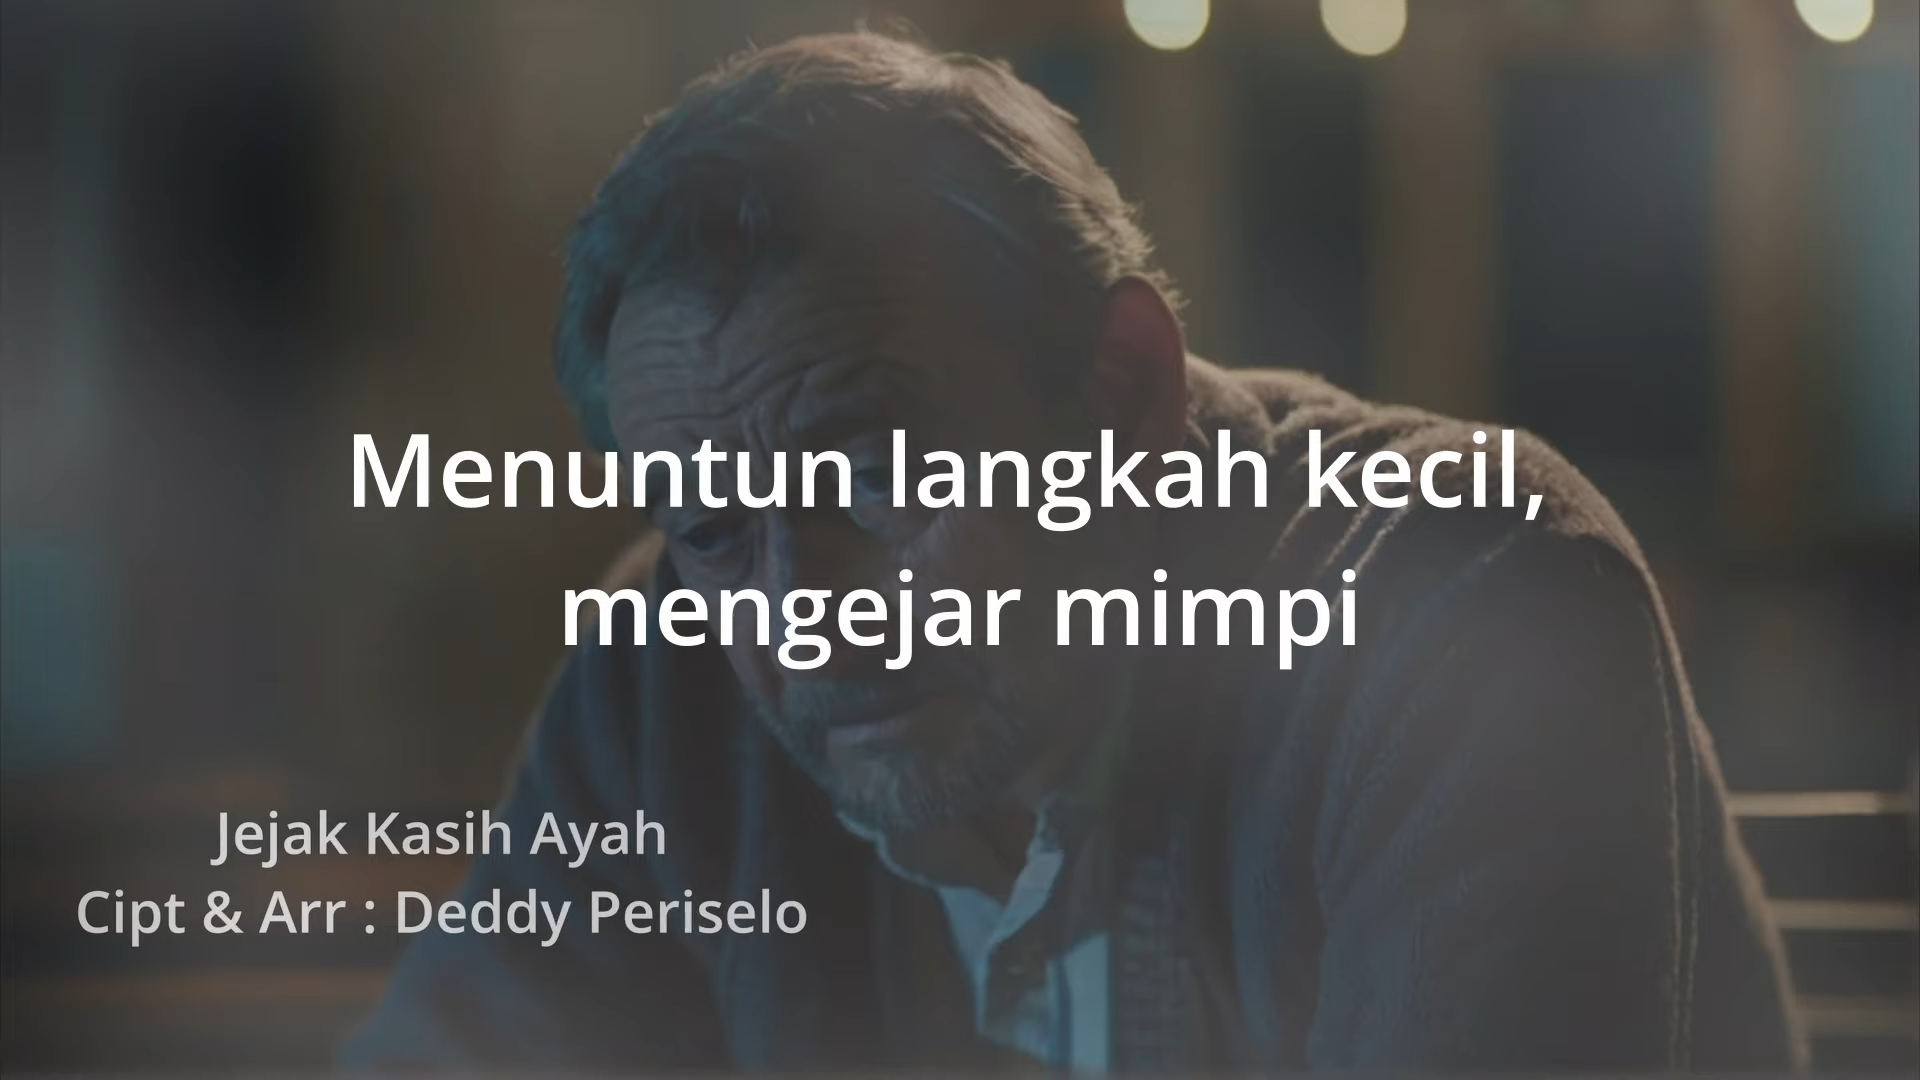 Menuntun langkah kecil,
mengejar mimpi
Jejak Kasih Ayah
Cipt & Arr : Deddy Periselo